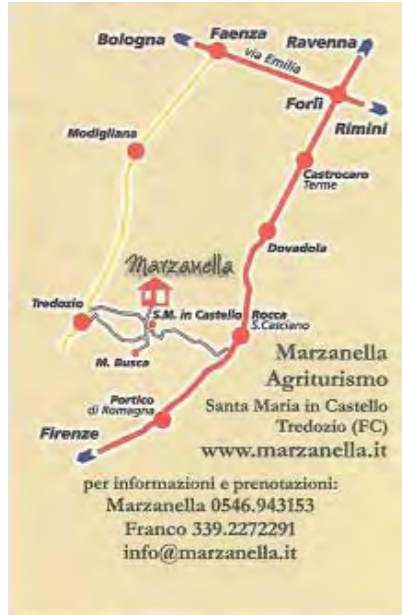 Bologna
Faenza
Ravenna
via Emilia
Forlì
Rimini
Modigliana
Castrocaro
Terme
Dovadola
Marzanella
Tredozio
S.M. in Castello
Rocca
S.Casciano
M. Busca
Portico
di Romagna
Firenze
Marzanella
Agriturismo
Santa Maria in Castello
Tredozio (FC)
www.marzanella.it
per informazioni e prenotazioni:
Marzanella 0546.943153
Franco 339.2272291
info@marzanella.it